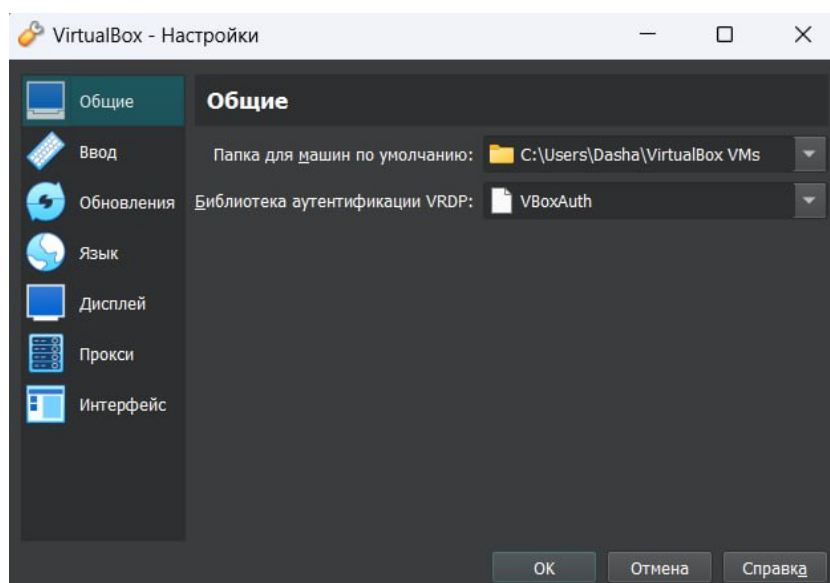 VirtualBox - Настройки
Общие
Ввод
Обновления
Язык
Дисплей
Прокси
Интерфейс
Общие
Папка для машин по умолчанию: C:\Users\Dasha\VirtualBox VMs
Библиотека аутентификации VRDP: VBoxAuth
OK Отмена Справка